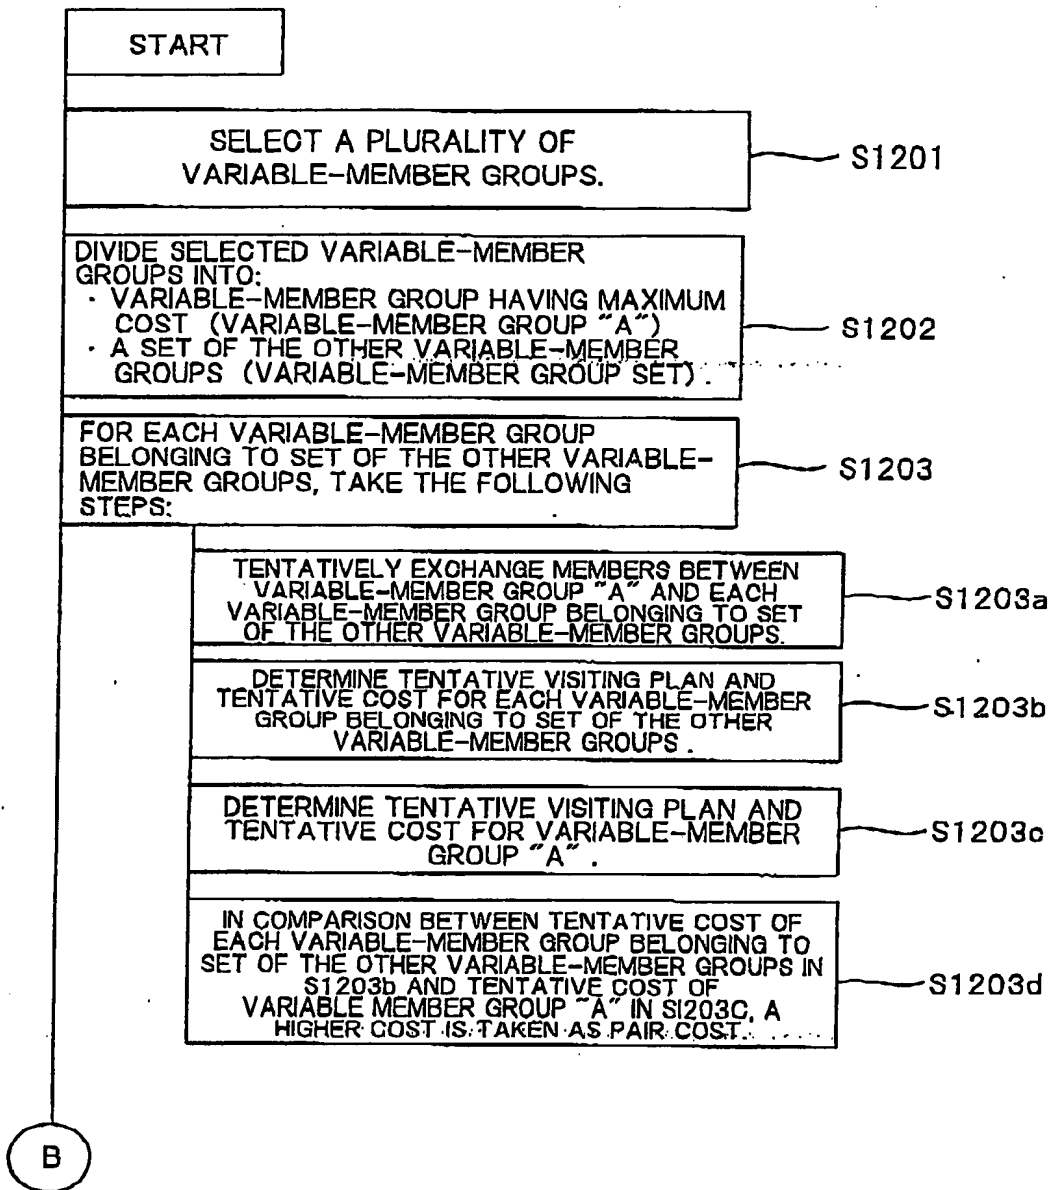 START
SELECT A PLURALITY OF
VARIABLE-MEMBER GROUPS.
S1201
DIVIDE SELECTED VARIABLE-MEMBER
GROUPS INTO:
· VARIABLE-MEMBER GROUP HAVING MAXIMUM
COST (VARIABLE-MEMBER GROUP "A")
· A SET OF THE OTHER VARIABLE-MEMBER
GROUPS (VARIABLE-MEMBER GROUP SET).
S1202
FOR EACH VARIABLE-MEMBER GROUP
BELONGING TO SET OF THE OTHER VARIABLE-
MEMBER GROUPS, TAKE THE FOLLOWING
STEPS:
S1203
TENTATIVELY EXCHANGE MEMBERS BETWEEN
VARIABLE-MEMBER GROUP "A" AND EACH
VARIABLE-MEMBER GROUP BELONGING TO SET
OF THE OTHER VARIABLE-MEMBER GROUPS.
S1203a
DETERMINE TENTATIVE VISITING PLAN AND
TENTATIVE COST FOR EACH VARIABLE-MEMBER
GROUP BELONGING TO SET OF THE OTHER
VARIABLE-MEMBER GROUPS .
S1203b
DETERMINE TENTATIVE VISITING PLAN AND
TENTATIVE COST FOR VARIABLE-MEMBER
GROUP "A" .
S1203c
IN COMPARISON BETWEEN TENTATIVE COST OF
EACH VARIABLE-MEMBER GROUP BELONGING TO
SET OF THE OTHER VARIABLE-MEMBER GROUPS IN
S1203b AND TENTATIVE COST OF
VARIABLE MEMBER GROUP "A" IN S1203C, A
HIGHER COST IS TAKEN AS PAIR COST.
S1203d
B